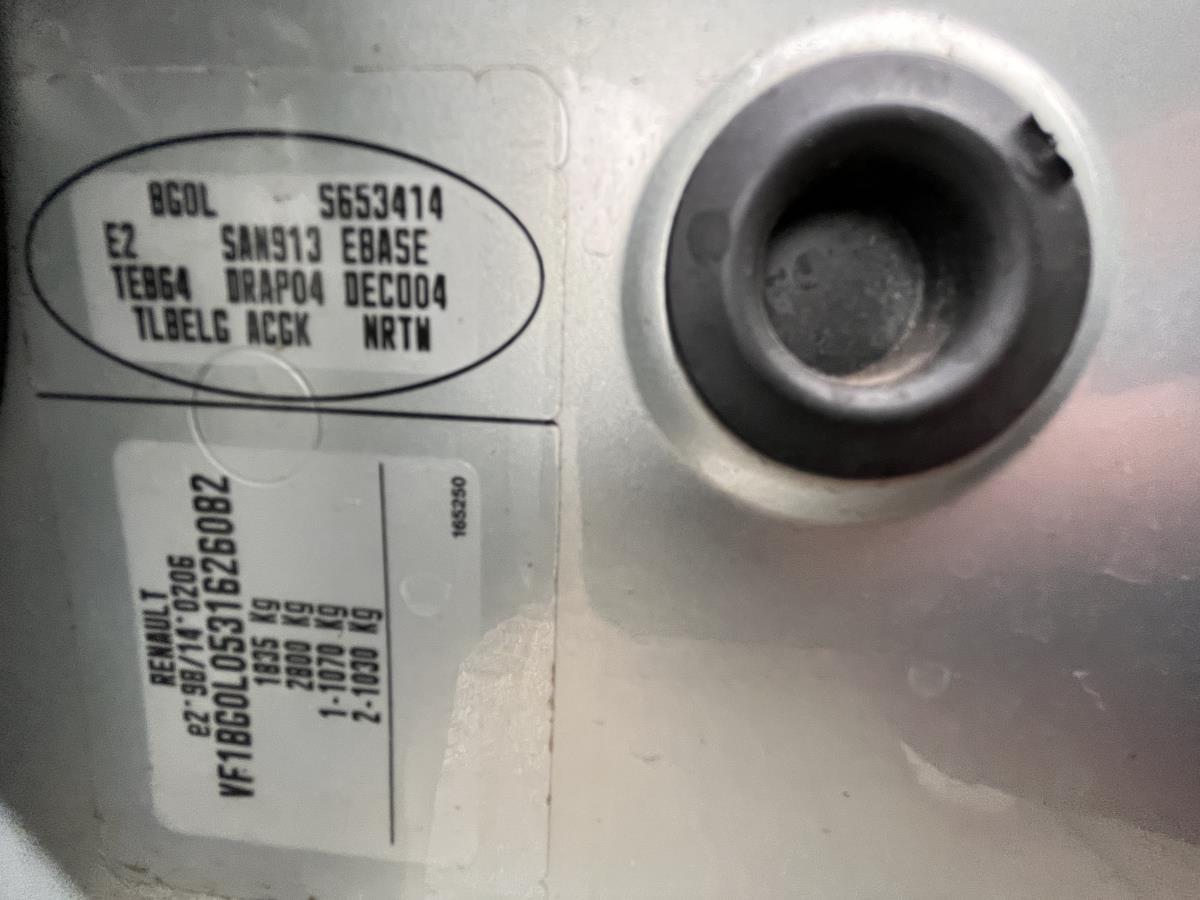 BG0L S653414
E2 SAN913 EBASE
TEB64 DRAP04 DEC004
TLBELG ACGK NRTW
RENAULT
e2*98/14*0206
VF1BG0L0531626082
1835 Kg
2800 Kg
1-1070 Kg
2-1030 Kg
165250